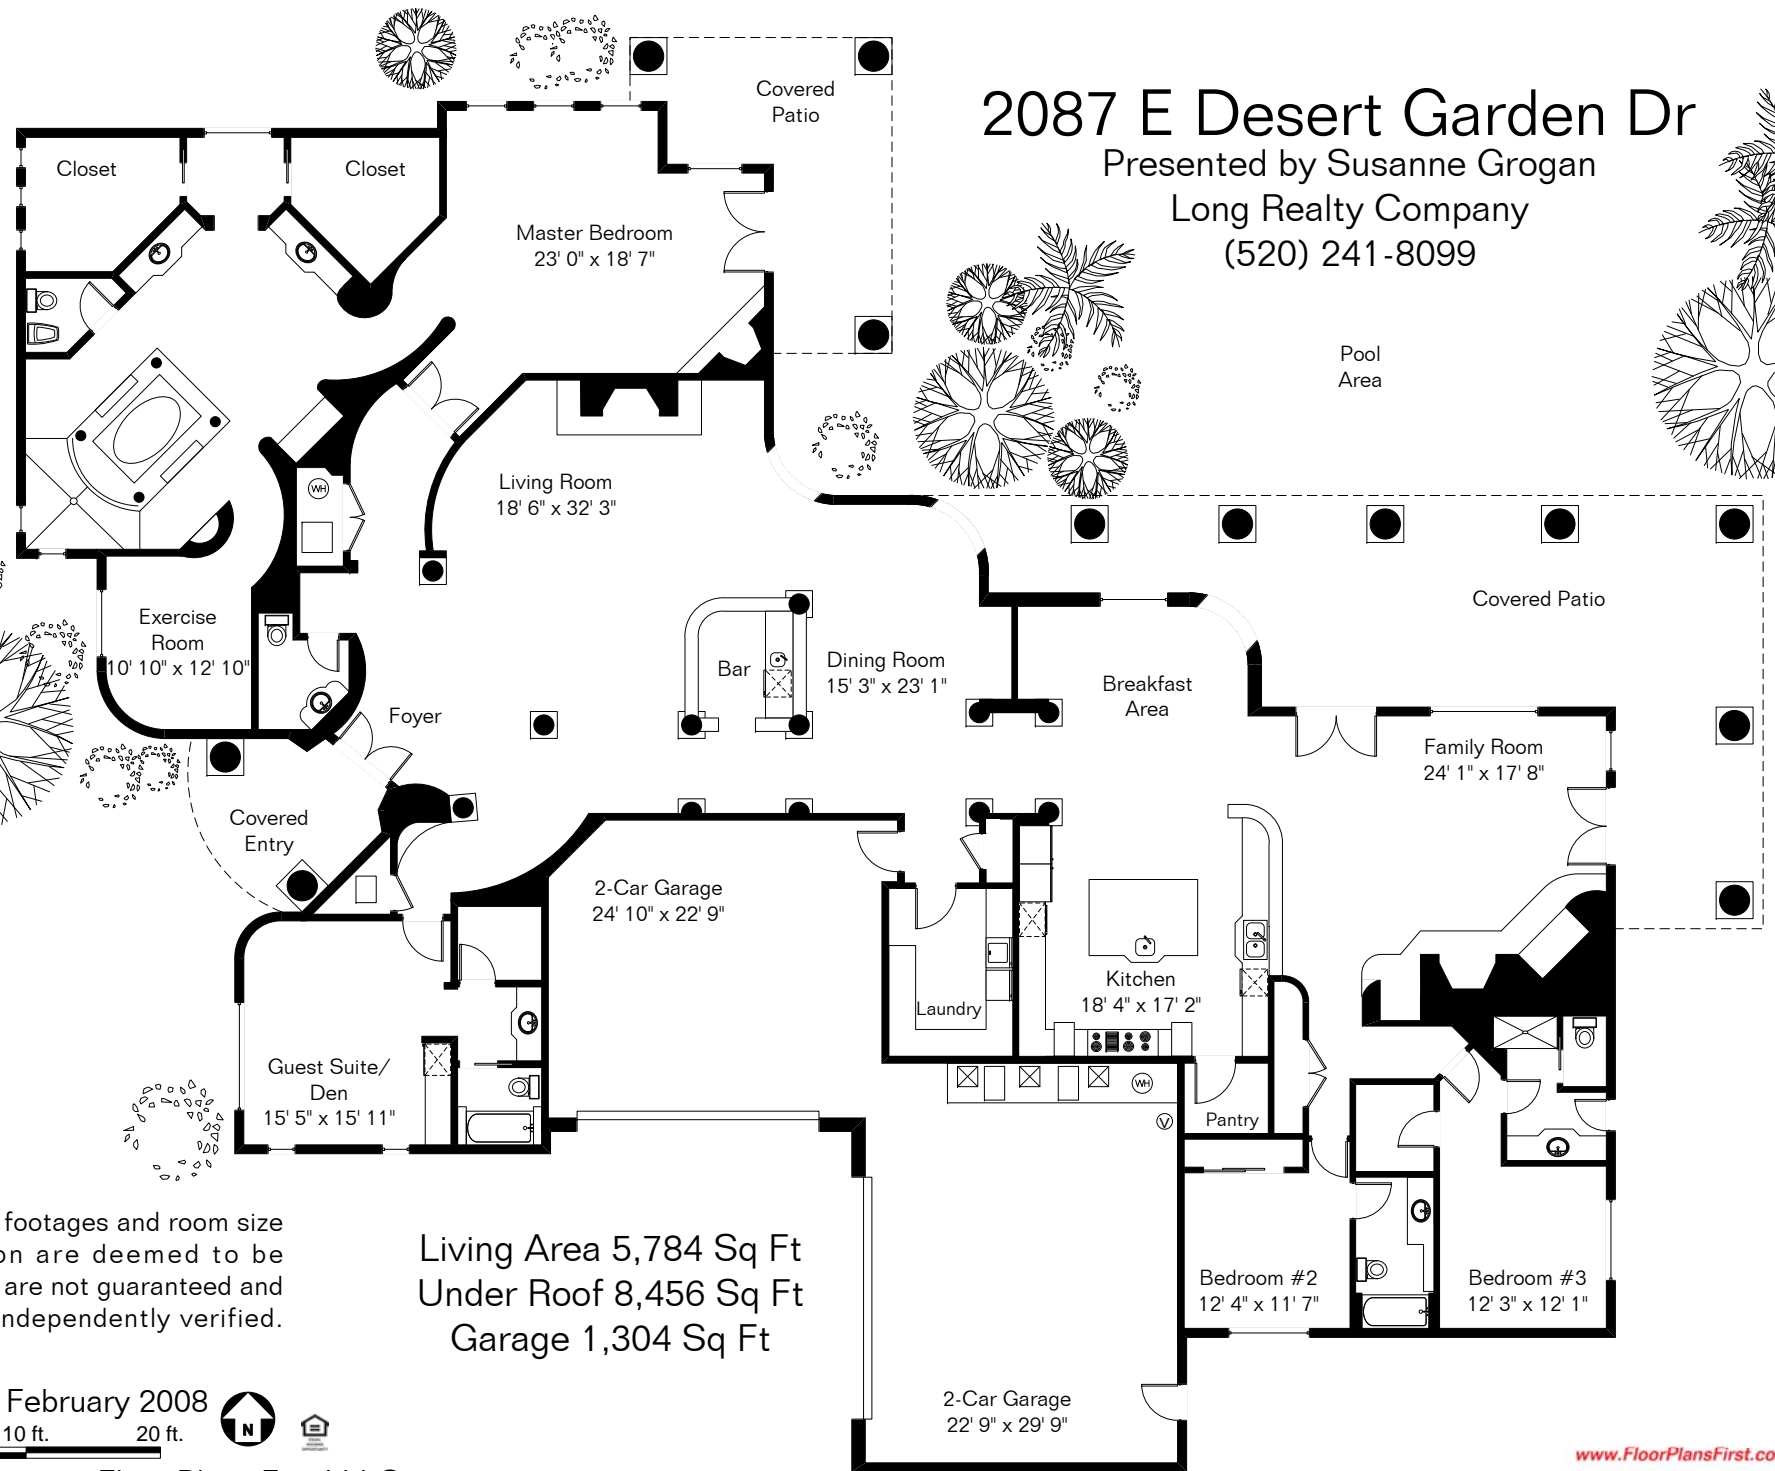 2087 E Desert Garden Dr
Presented by Susanne Grogan
Long Realty Company
(520) 241-8099
Covered
Patio
Closet
Closet
Master Bedroom
23' 0" x 18' 7"
Pool
Area
Living Room
18' 6" x 32' 3"
WH
Covered Patio
Exercise
Room
10' 10" x 12' 10"
Bar
Dining Room
15' 3" x 23' 1"
Breakfast
Area
Foyer
Family Room
24' 1" x 17' 8"
Covered
Entry
2-Car Garage
24' 10" x 22' 9"
Kitchen
18' 4" x 17' 2"
Laundry
Guest Suite/
Den
15' 5" x 15' 11"
WH
V
Pantry
Bedroom #2
12' 4" x 11' 7"
Bedroom #3
12' 3" x 12' 1"
footages and room size
on are deemed to be
are not guaranteed and
ndependently verified.
Living Area 5,784 Sq Ft
Under Roof 8,456 Sq Ft
Garage 1,304 Sq Ft
2-Car Garage
22' 9" x 29' 9"
February 2008
10 ft.
20 ft.
N
www.FloorPlansFirst.co